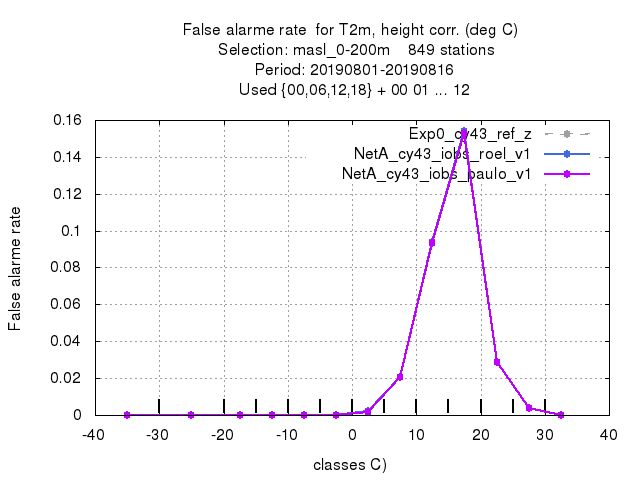 False alarme rate  for T2m, height corr. (deg C)
Selection: masl_0-200m    849 stations
Period: 20190801-20190816
Used {00,06,12,18} + 00 01 ... 12
Exp0_cy43_ref_z
NetA_cy43_iobs_roel_v1
NetA_cy43_iobs_paulo_v1
False alarme rate
0.16
0.14
0.12
0.1
0.08
0.06
0.04
0.02
0
-40 -30 -20 -10 0 10 20 30 40
classes C)